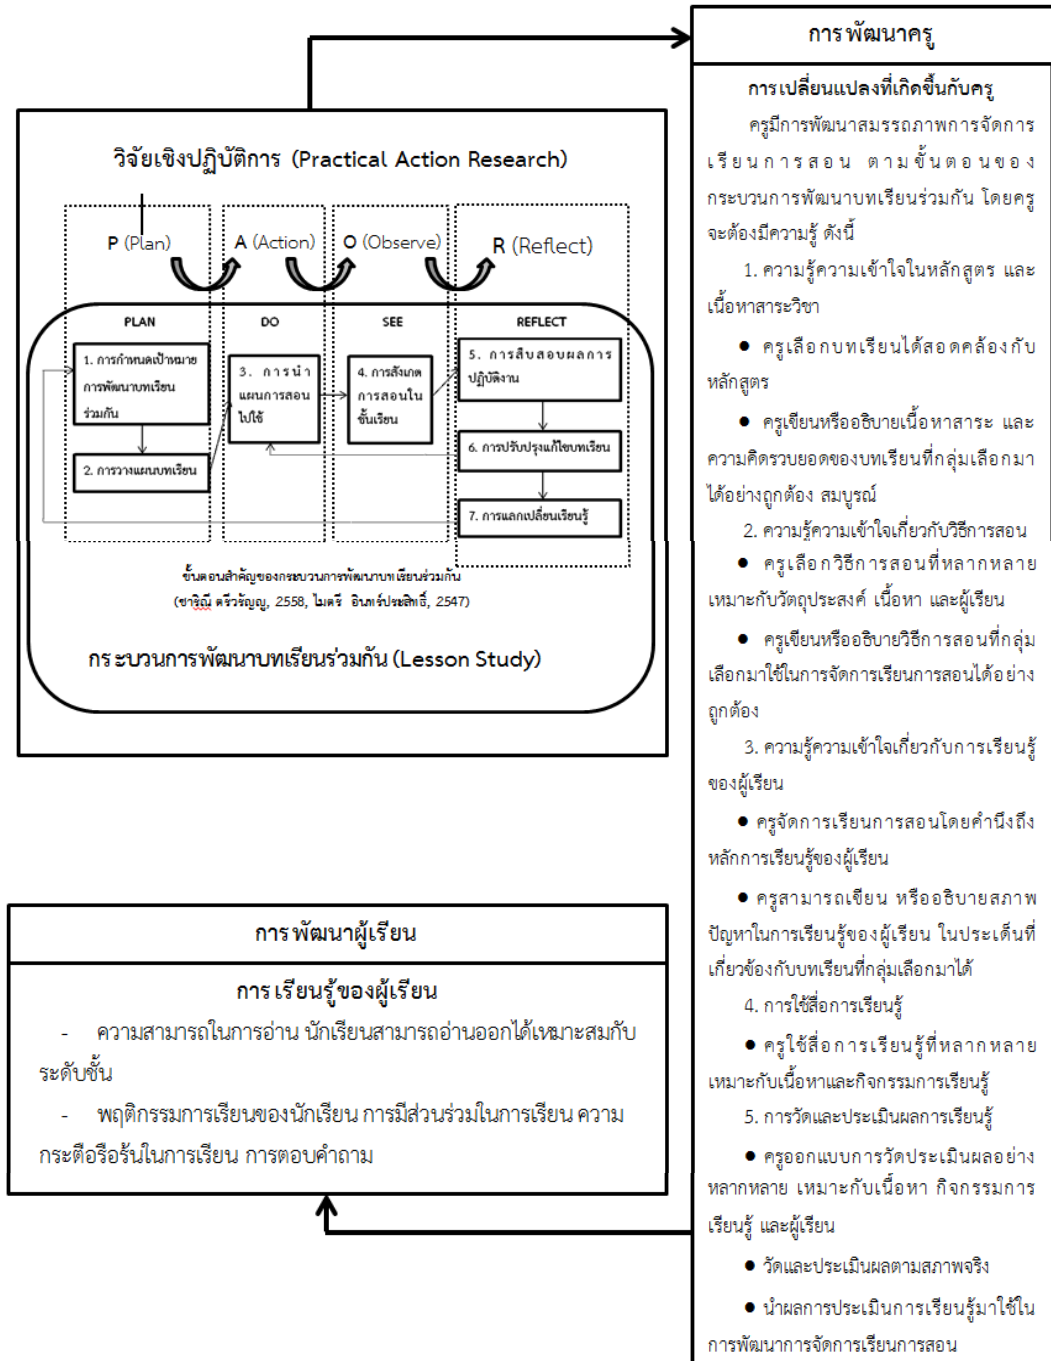 วิจัยเชิงปฏิบัติการ (Practical Action Research)
P (Plan)
A (Action)
O (Observe)
R (Reflect)
PLAN
DO
SEE
REFLECT
1. การกำหนดเป้าหมาย
การพัฒนาบทเรียน
ร่วมกัน
2. การวางแผนบทเรียน
3. การนำ
แผนการสอน
ไปใช้
4. การสังเกต
การสอนใน
ชั้นเรียน
5. การสืบสอบผลการ
ปฏิบัติงาน
6. การปรับปรุงแก้ไขบทเรียน
7. การแลกเปลี่ยนเรียนรู้
ขั้นตอนสำคัญของกระบวนการพัฒนาบทเรียนร่วมกัน
(ชาริณี ตรีวรัญญู, 2558, ไมตรี อินทร์ประสิทธิ์, 2547)
กระบวนการพัฒนาบทเรียนร่วมกัน (Lesson Study)
การพัฒนาครู
การเปลี่ยนแปลงที่เกิดขึ้นกับครู
ครูมีการพัฒนาสมรรถภาพการจัดการ
เรียนการสอน ตามขั้นตอนของ
กระบวนการพัฒนาบทเรียนร่วมกัน โดยครู
จะต้องมีความรู้ ดังนี้
1. ความรู้ความเข้าใจในหลักสูตร และ
เนื้อหาสาระวิชา
● ครูเลือกบทเรียนได้สอดคล้องกับ
หลักสูตร
● ครูเขียนหรืออธิบายเนื้อหาสาระ และ
ความคิดรวบยอดของบทเรียนที่กลุ่มเลือกมา
ได้อย่างถูกต้อง สมบูรณ์
2. ความรู้ความเข้าใจเกี่ยวกับวิธีการสอน
● ครูเลือกวิธีการสอนที่หลากหลาย
เหมาะกับวัตถุประสงค์ เนื้อหา และผู้เรียน
● ครูเขียนหรืออธิบายวิธีการสอนที่กลุ่ม
เลือกมาใช้ในการจัดการเรียนการสอนได้อย่าง
ถูกต้อง
3. ความรู้ความเข้าใจเกี่ยวกับการเรียนรู้
ของผู้เรียน
● ครูจัดการเรียนการสอนโดยคำนึงถึง
หลักการเรียนรู้ของผู้เรียน
● ครูสามารถเขียน หรืออธิบายสภาพ
ปัญหาในการเรียนรู้ของผู้เรียน ในประเด็นที่
เกี่ยวข้องกับบทเรียนที่กลุ่มเลือกมาได้
4. การใช้สื่อการเรียนรู้
● ครูใช้สื่อการเรียนรู้ที่หลากหลาย
เหมาะกับเนื้อหาและกิจกรรมการเรียนรู้
5. การวัดและประเมินผลการเรียนรู้
● ครูออกแบบการวัดประเมินผลอย่าง
หลากหลาย เหมาะกับเนื้อหา กิจกรรมการ
เรียนรู้ และผู้เรียน
● วัดและประเมินผลตามสภาพจริง
● นำผลการประเมินการเรียนรู้มาใช้ใน
การพัฒนาการจัดการเรียนการสอน
การพัฒนาผู้เรียน
การเรียนรู้ของผู้เรียน
- ความสามารถในการอ่าน นักเรียนสามารถอ่านออกได้เหมาะสมกับ
ระดับชั้น
- พฤติกรรมการเรียนของนักเรียน การมีส่วนร่วมในการเรียน ความ
กระตือรือร้นในการเรียน การตอบคำถาม